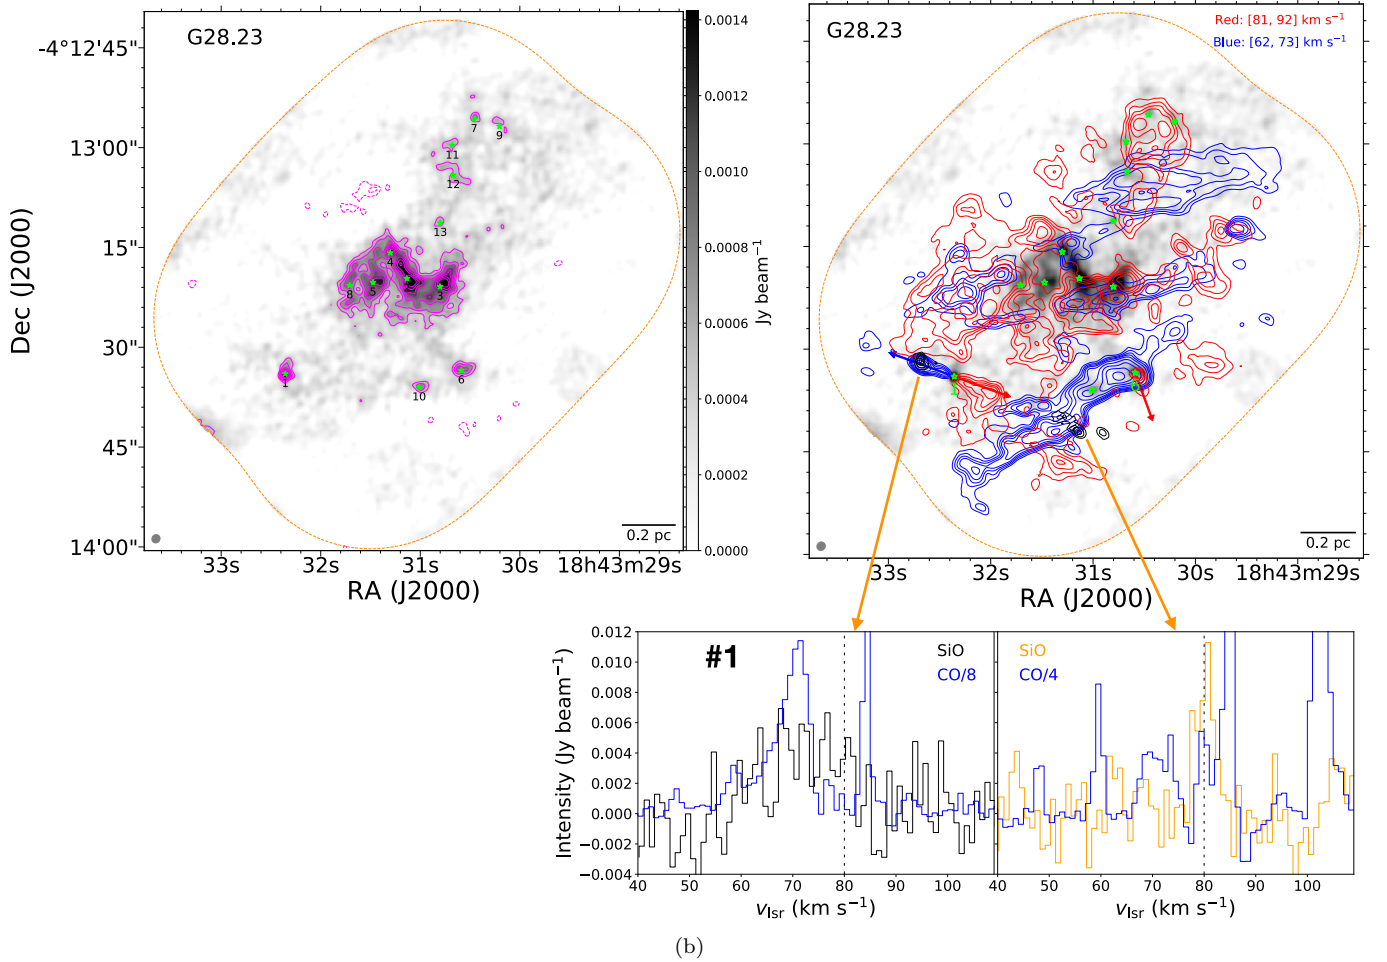 G28.23
-4°12'45"
13'00"
15"
30"
45"
14'00"
Dec (J2000)
33s
32s
31s
30s
18h43m29s
RA (J2000)
7
9
11
12
13
4
8
5
2
3
1
6
10
0.2 pc
0.0014
0.0012
0.0010
0.0008
0.0006
0.0004
0.0002
0.0000
Jy beam⁻¹
G28.23
Red: [81, 92] km s⁻¹
Blue: [62, 73] km s⁻¹
0.2 pc
33s
32s
31s
30s
18h43m29s
RA (J2000)
Intensity (Jy beam⁻¹)
0.012
0.010
0.008
0.006
0.004
0.002
0.000
−0.002
−0.004
#1
SiO
CO/8
40
50
60
70
80
90
100
v_lsr (km s⁻¹)
SiO
CO/4
40
50
60
70
80
90
100
v_lsr (km s⁻¹)
(b)